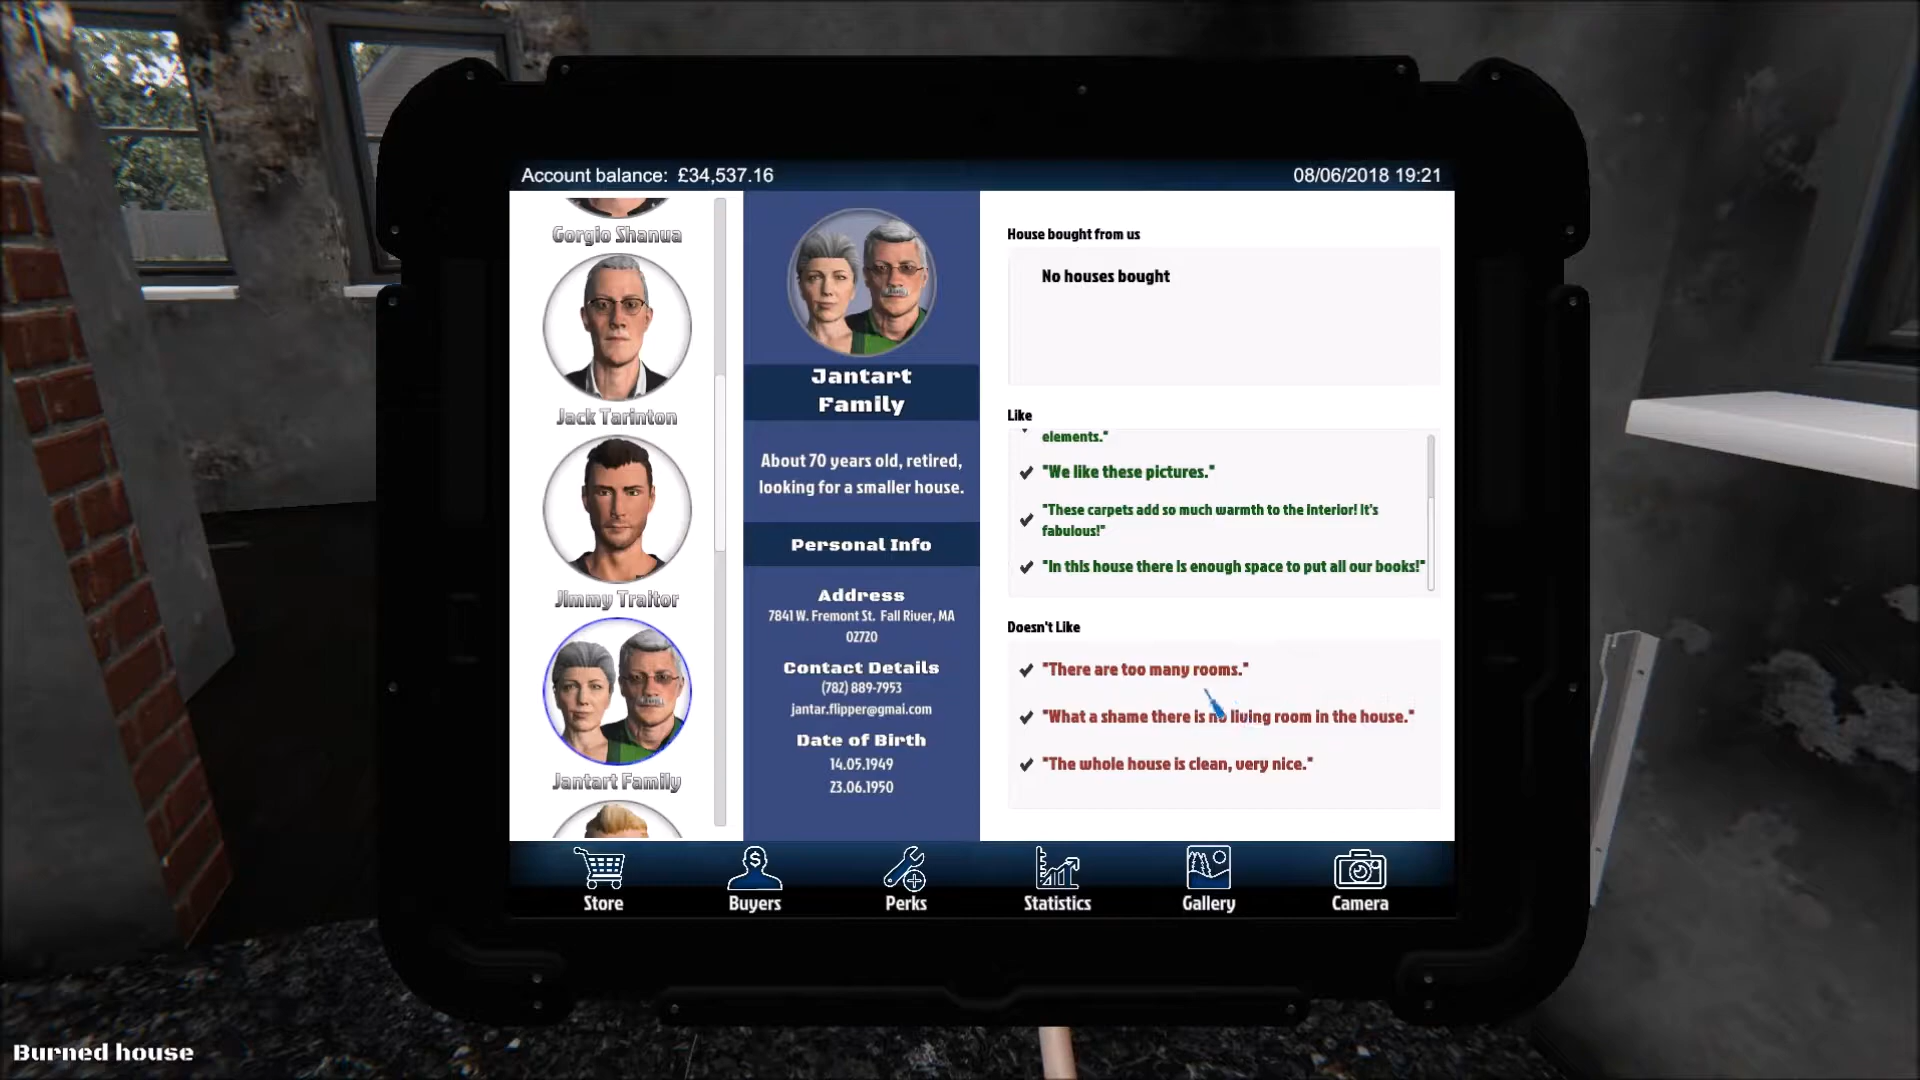 Account balance: £34,537.16
08/06/2018 19:21
Gorgio Shanua
Jack Tarinton
Jimmy Traitor
Jantart Family
Jantart
Family
About 70 years old, retired,
looking for a smaller house.
Personal Info
Address
7841 W. Fremont St. Fall River, MA
02720
Contact Details
(782) 889-7953
jantar.flipper@gmai.com
Date of Birth
14.05.1949
23.06.1950
House bought from us
No houses bought
Like
elements."
"We like these pictures."
"These carpets add so much warmth to the interior! It's
fabulous!"
"In this house there is enough space to put all our books!"
Doesn't Like
"There are too many rooms."
"What a shame there is no living room in the house."
"The whole house is clean, very nice."
Store
Buyers
Perks
Statistics
Gallery
Camera
Burned house